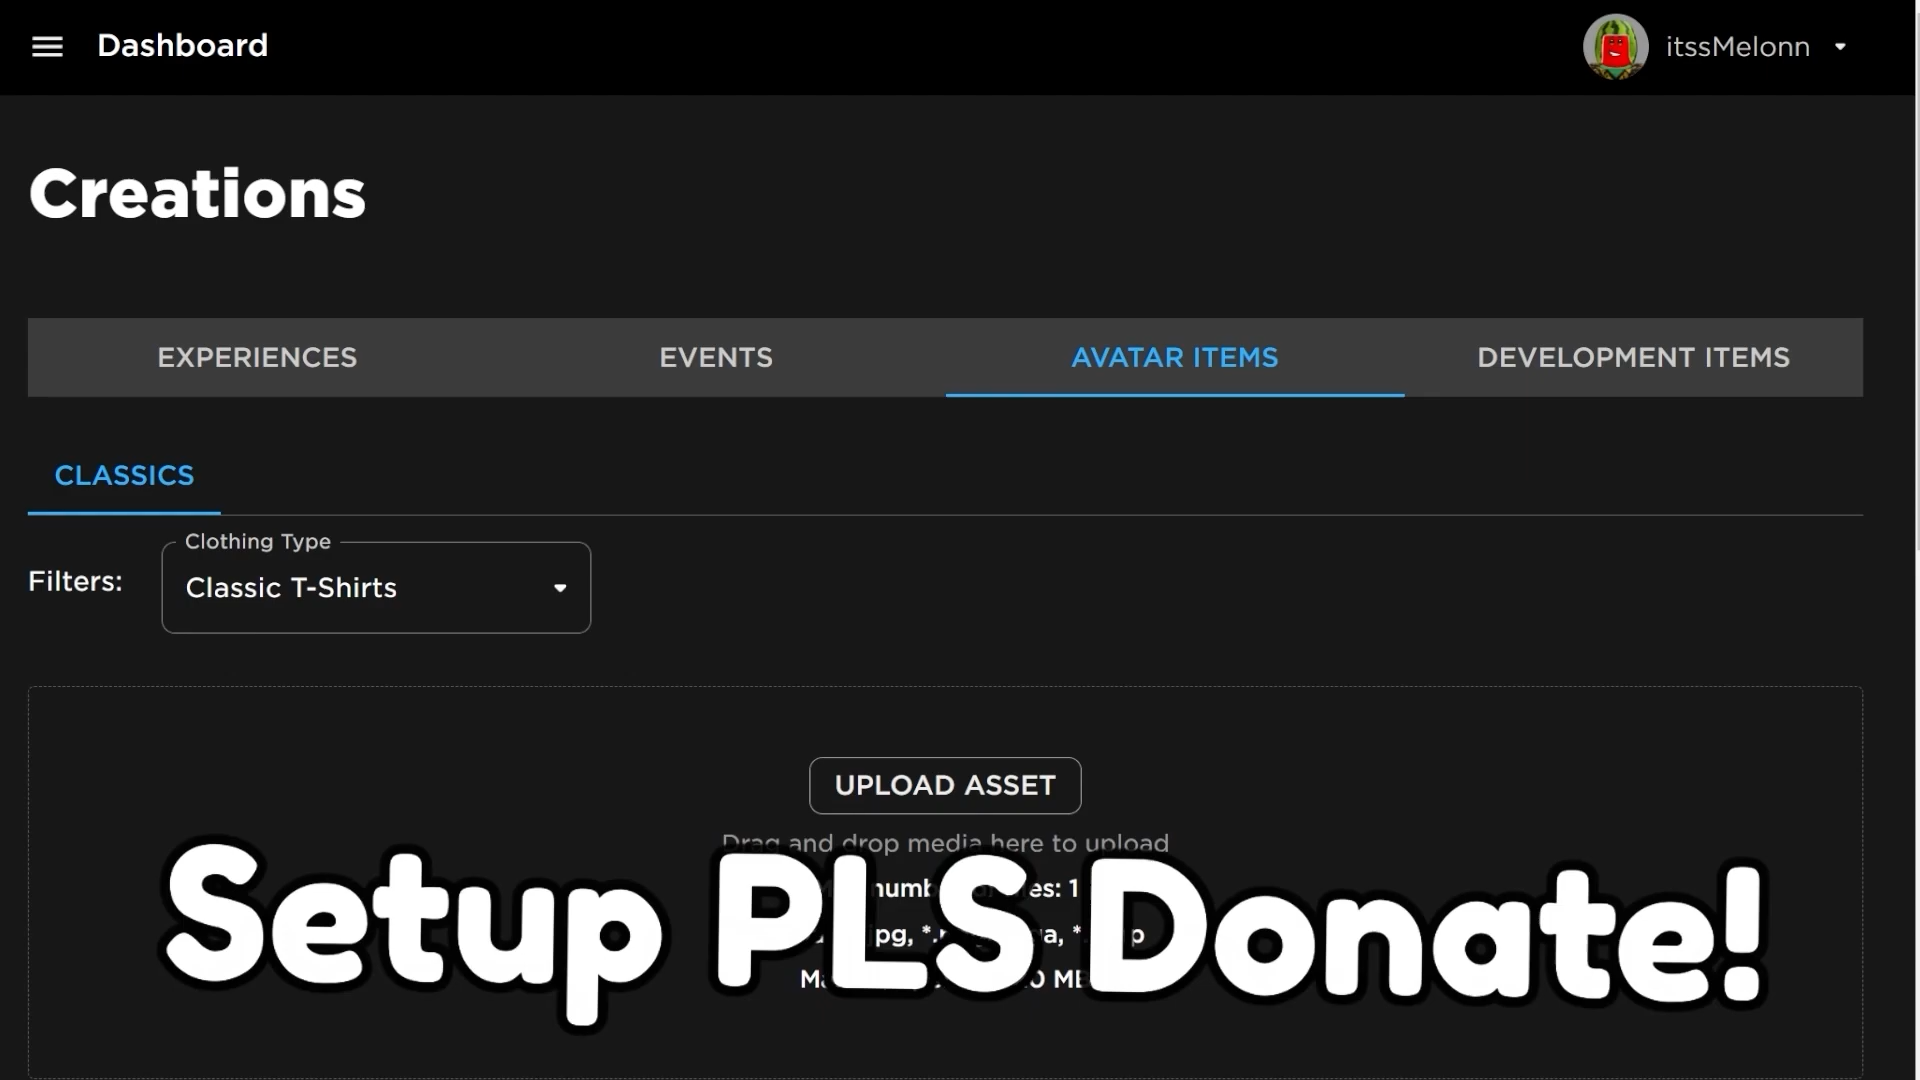 Dashboard
itssMelonn
Creations
EXPERIENCES
EVENTS
AVATAR ITEMS
DEVELOPMENT ITEMS
CLASSICS
Clothing Type
Filters:
Classic T-Shirts
UPLOAD ASSET
Drag and drop media here to upload
Setup PLS Donate!